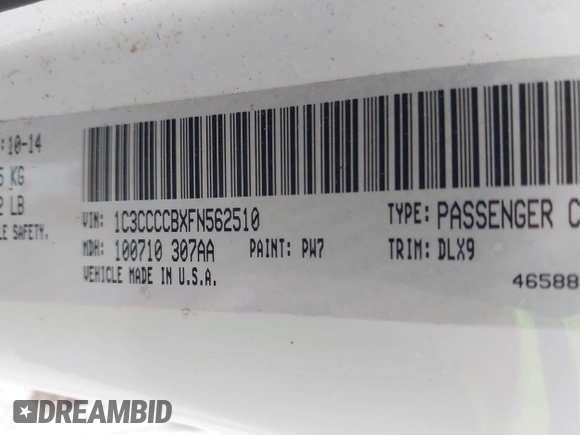 : 10-14
KG
LB
LE SAFETY.
VIN: 1C3CCCCBXFN562510
TYPE: PASSENGER C
MDH: 100710 307AA
PAINT: PW7
TRIM: DLX9
VEHICLE MADE IN U.S.A.
46588
DREAMBID